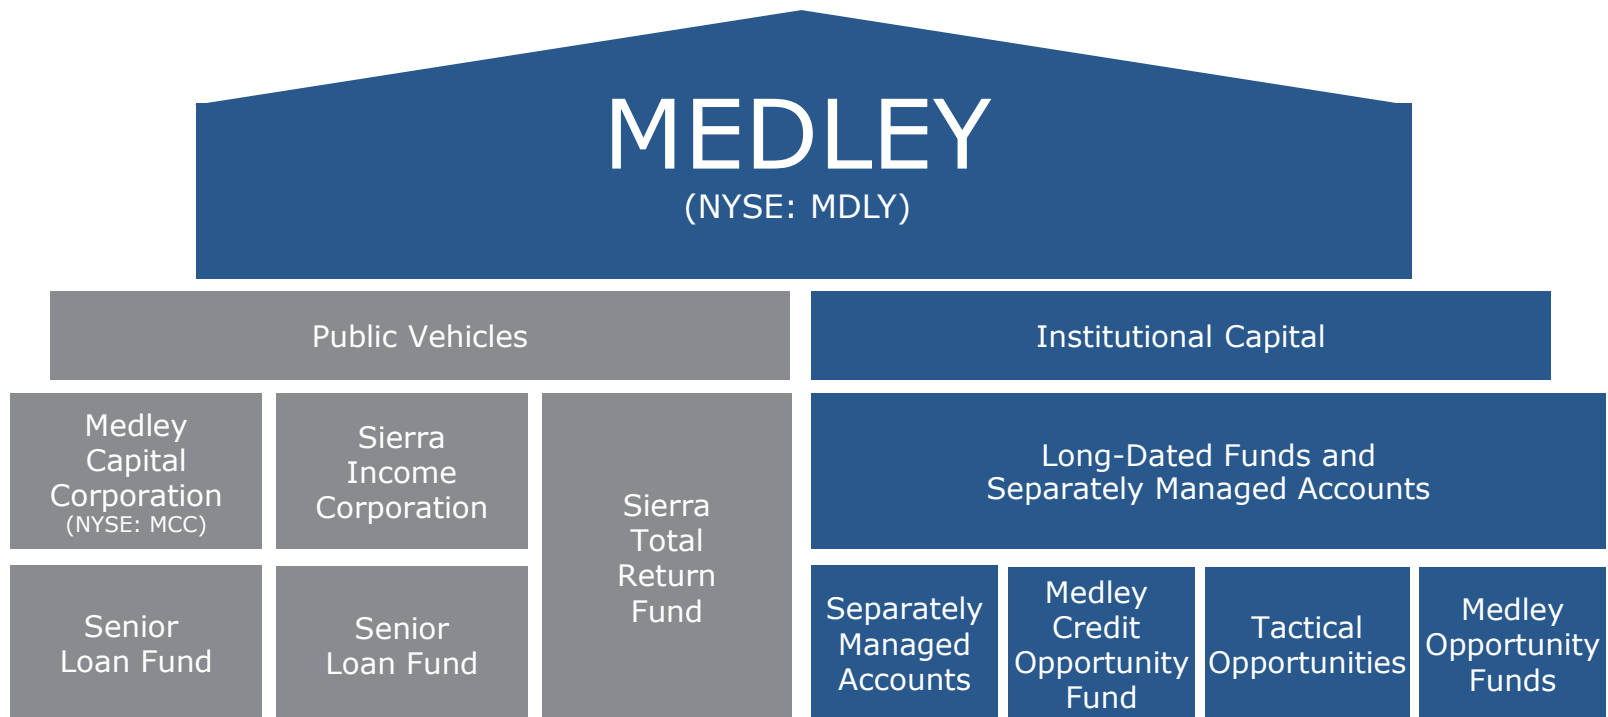 MEDLEY
(NYSE: MDLY)
Public Vehicles
Institutional Capital
Medley
Capital
Corporation
(NYSE: MCC)
Sierra
Income
Corporation
Sierra
Total
Return
Fund
Long-Dated Funds and
Separately Managed Accounts
Senior
Loan Fund
Senior
Loan Fund
Separately
Managed
Accounts
Medley
Credit
Opportunity
Fund
Tactical
Opportunities
Medley
Opportunity
Funds